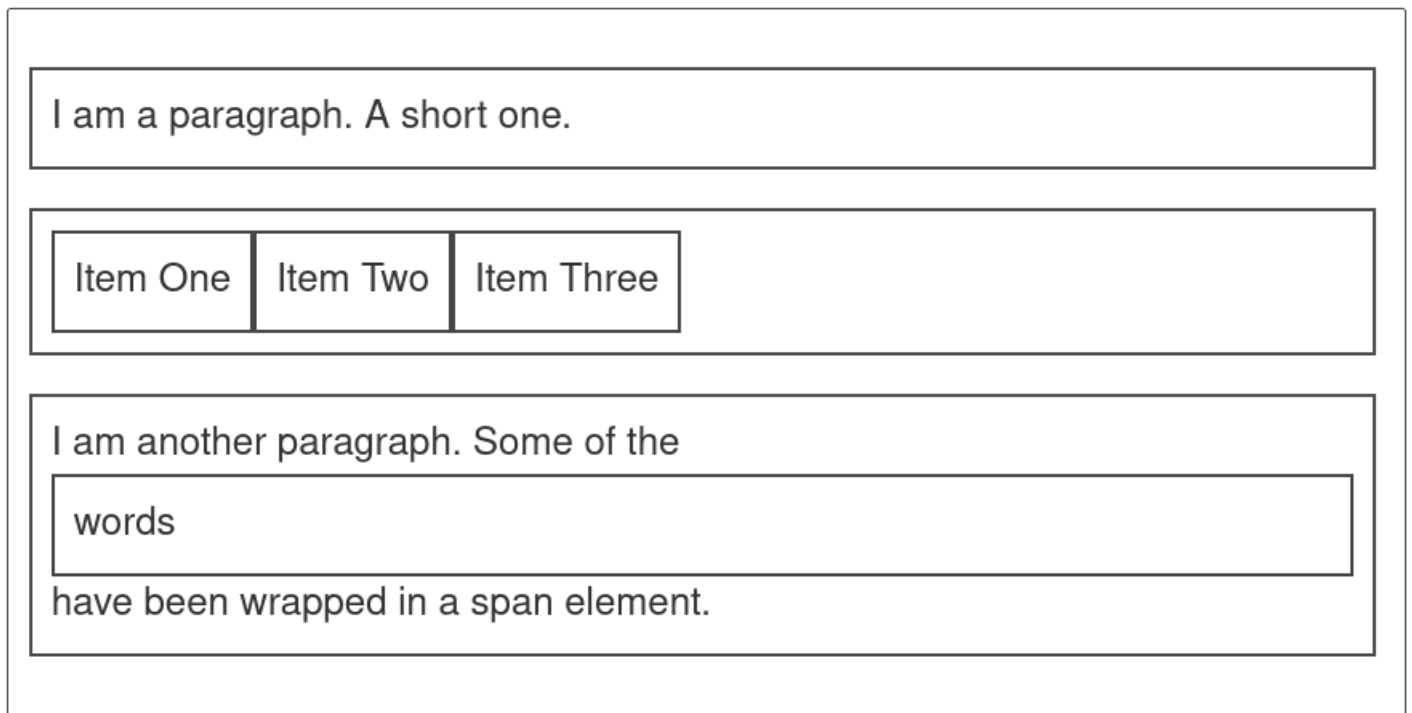 I am a paragraph. A short one.
Item One Item Two Item Three
I am another paragraph. Some of the
words
have been wrapped in a span element.